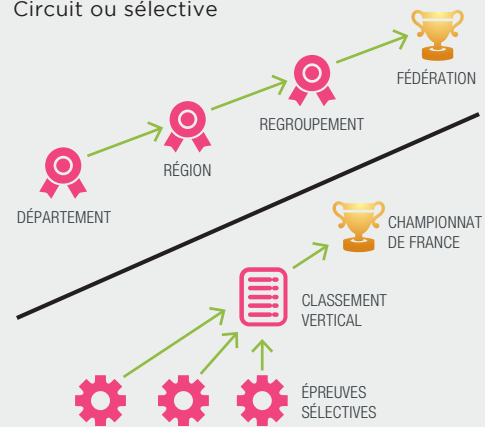 Circuit ou sélective
FÉDÉRATION
REGROUPEMENT
RÉGION
DÉPARTEMENT
CHAMPIONNAT
DE FRANCE
CLASSEMENT
VERTICAL
ÉPREUVES
SÉLECTIVES